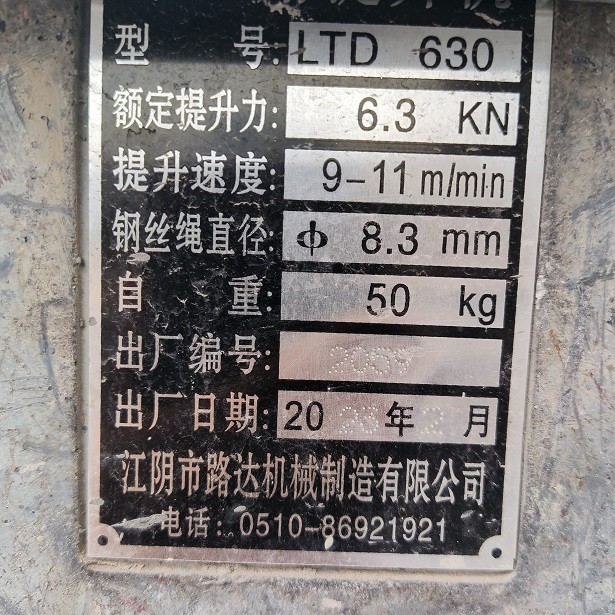 型 号: LTD 630
额定提升力: 6.3 KN
提升速度: 9-11 m/min
钢丝绳直径: ф 8.3 mm
自 重: 50 kg
出厂编号:
出厂日期: 20 年 月
江阴市路达机械制造有限公司
电话: 0510-86921921